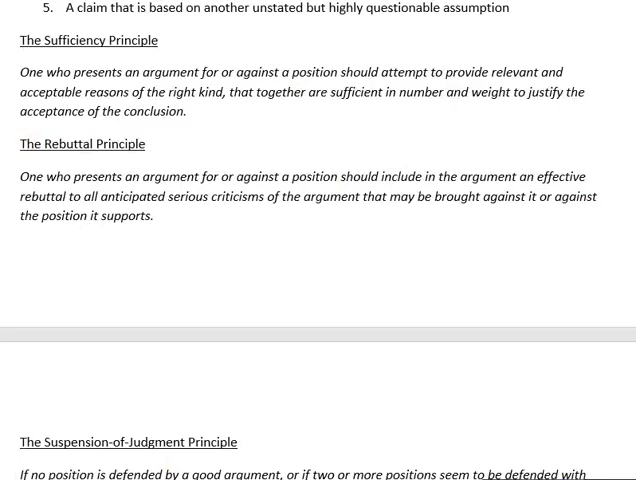 5. A claim that is based on another unstated but highly questionable assumption
The Sufficiency Principle
One who presents an argument for or against a position should attempt to provide relevant and
acceptable reasons of the right kind, that together are sufficient in number and weight to justify the
acceptance of the conclusion.
The Rebuttal Principle
One who presents an argument for or against a position should include in the argument an effective
rebuttal to all anticipated serious criticisms of the argument that may be brought against it or against
the position it supports.
The Suspension-of-Judgment Principle
If no position is defended by a good argument, or if two or more positions seem to be defended with